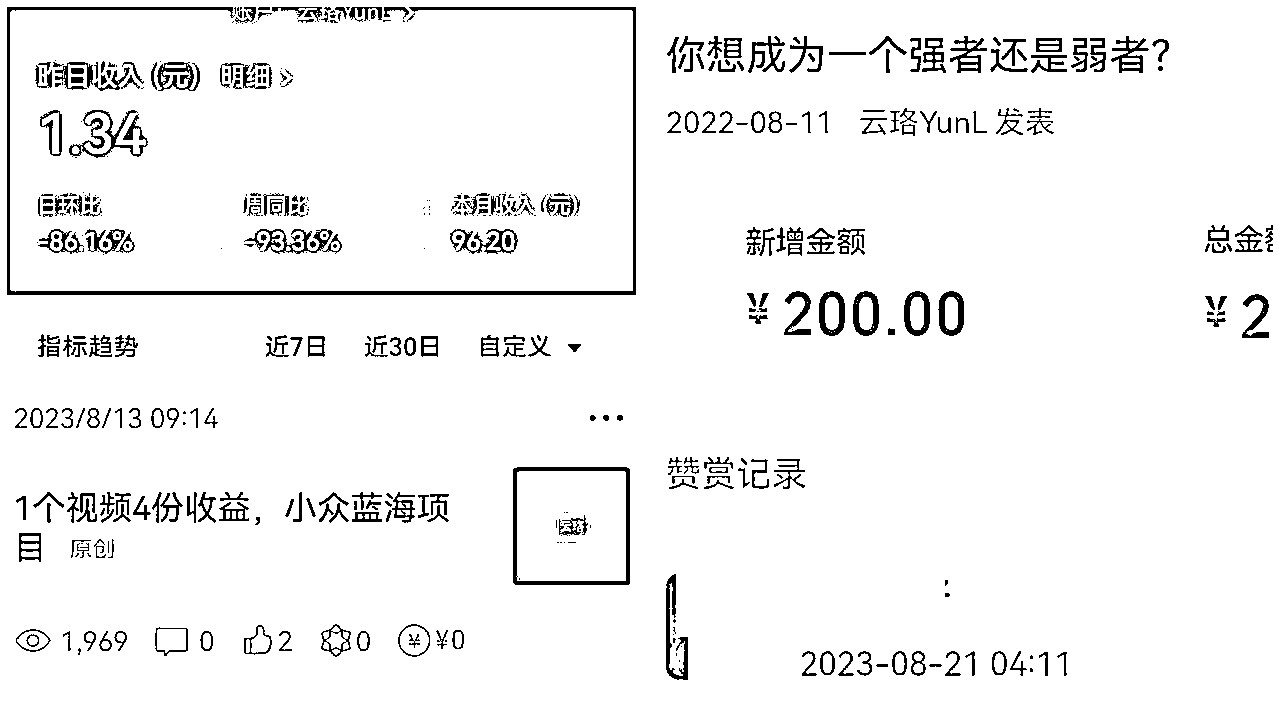 账户：云珞YunL >
昨日收入 (元) 明细 >
1.34
日环比 周同比 本月收入 (元)
-86.16% -93.36% 96.20
指标趋势 近7日 近30日 自定义
2023/8/13 09:14
1个视频4份收益，小众蓝海项
目 原创
1,969 0 2 0 ¥0
你想成为一个强者还是弱者？
2022-08-11 云珞YunL 发表
新增金额 总金额
¥ 200.00 ¥ 2
赞赏记录
2023-08-21 04:11